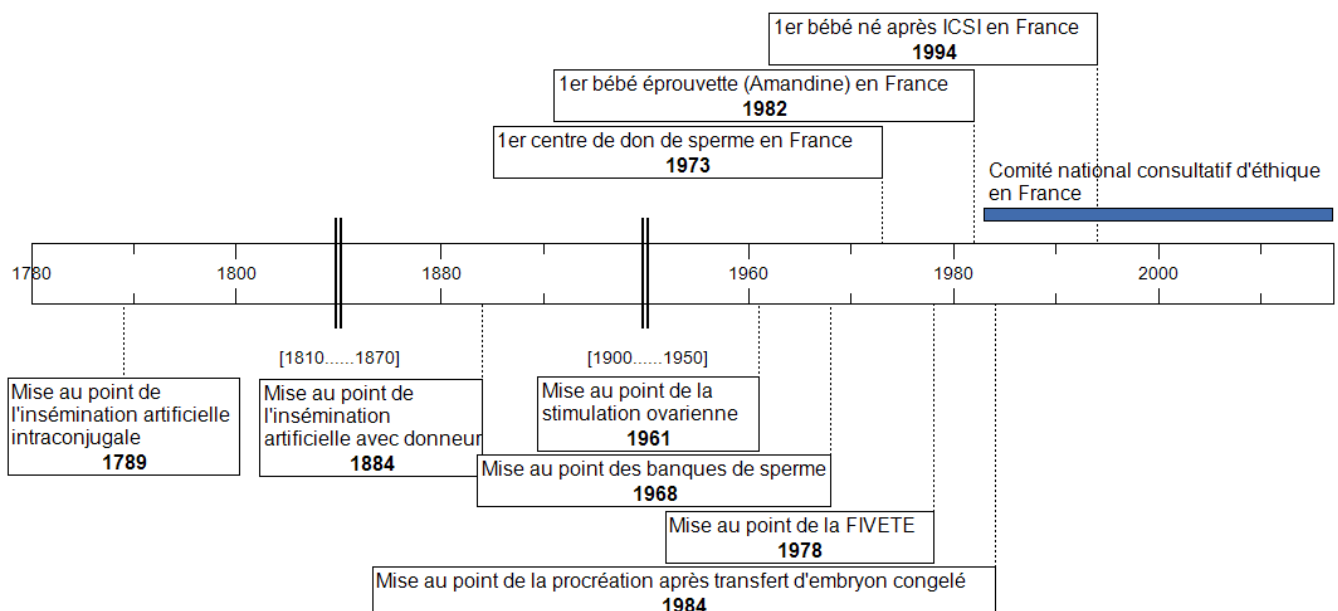 1er bébé né après ICSI en France
1994
1er bébé éprouvette (Amandine) en France
1982
1er centre de don de sperme en France
1973
Comité national consultatif d'éthique
en France
1780
1800
1880
1960
1980
2000
[1810......1870]
[1900......1950]
Mise au point de
l'insémination artificielle
intraconjugale
1789
Mise au point de
l'insémination
artificielle avec donneur
1884
Mise au point de la
stimulation ovarienne
1961
Mise au point des banques de sperme
1968
Mise au point de la FIVETE
1978
Mise au point de la procréation après transfert d'embryon congelé
1984